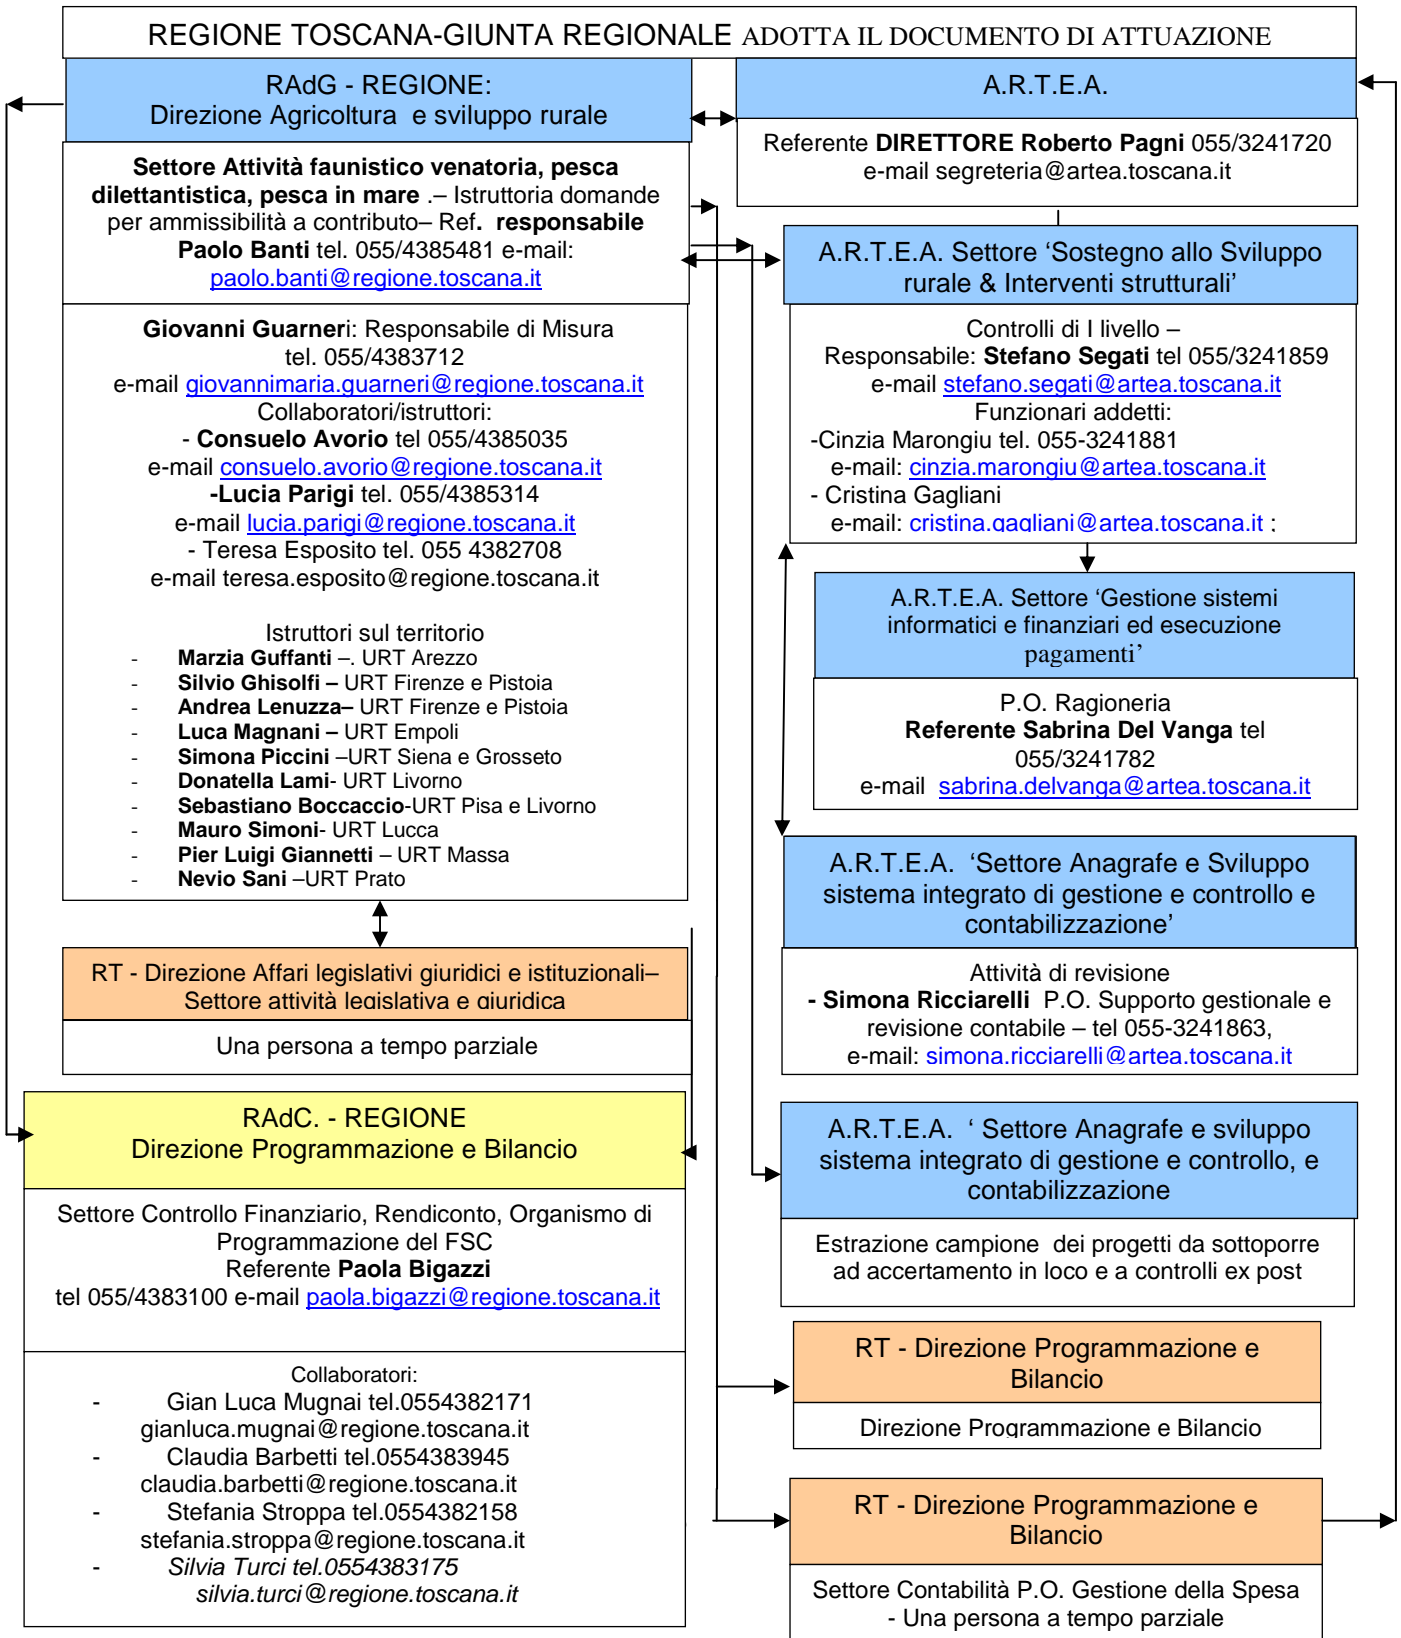 REGIONE TOSCANA-GIUNTA REGIONALE ADOTTA IL DOCUMENTO DI ATTUAZIONE
RAdG - REGIONE:
Direzione Agricoltura e sviluppo rurale
Settore Attività faunistico venatoria, pesca
dilettantistica, pesca in mare .– Istruttoria domande
per ammissibilità a contributo– Ref. responsabile
Paolo Banti tel. 055/4385481 e-mail:
paolo.banti@regione.toscana.it
Giovanni Guarneri: Responsabile di Misura
tel. 055/4383712
e-mail giovannimaria.guarneri@regione.toscana.it
Collaboratori/istruttori:
- Consuelo Avorio tel 055/4385035
e-mail consuelo.avorio@regione.toscana.it
-Lucia Parigi tel. 055/4385314
e-mail lucia.parigi@regione.toscana.it
- Teresa Esposito tel. 055 4382708
e-mail teresa.esposito@regione.toscana.it
Istruttori sul territorio
- Marzia Guffanti –. URT Arezzo
- Silvio Ghisolfi – URT Firenze e Pistoia
- Andrea Lenuzza– URT Firenze e Pistoia
- Luca Magnani – URT Empoli
- Simona Piccini –URT Siena e Grosseto
- Donatella Lami- URT Livorno
- Sebastiano Boccaccio-URT Pisa e Livorno
- Mauro Simoni- URT Lucca
- Pier Luigi Giannetti – URT Massa
- Nevio Sani –URT Prato
RT - Direzione Affari legislativi giuridici e istituzionali–
Settore attività legislativa e giuridica
Una persona a tempo parziale
RAdC. - REGIONE
Direzione Programmazione e Bilancio
Settore Controllo Finanziario, Rendiconto, Organismo di
Programmazione del FSC
Referente Paola Bigazzi
tel 055/4383100 e-mail paola.bigazzi@regione.toscana.it
Collaboratori:
- Gian Luca Mugnai tel.0554382171
gianluca.mugnai@regione.toscana.it
- Claudia Barbetti tel.0554383945
claudia.barbetti@regione.toscana.it
- Stefania Stroppa tel.0554382158
stefania.stroppa@regione.toscana.it
- Silvia Turci tel.0554383175
silvia.turci@regione.toscana.it
A.R.T.E.A.
Referente DIRETTORE Roberto Pagni 055/3241720
e-mail segreteria@artea.toscana.it
A.R.T.E.A. Settore ‘Sostegno allo Sviluppo
rurale & Interventi strutturali’
Controlli di I livello –
Responsabile: Stefano Segati tel 055/3241859
e-mail stefano.segati@artea.toscana.it
Funzionari addetti:
-Cinzia Marongiu tel. 055-3241881
e-mail: cinzia.marongiu@artea.toscana.it
- Cristina Gagliani
e-mail: cristina.gagliani@artea.toscana.it ;
A.R.T.E.A. Settore ‘Gestione sistemi
informatici e finanziari ed esecuzione
pagamenti’
P.O. Ragioneria
Referente Sabrina Del Vanga tel
055/3241782
e-mail sabrina.delvanga@artea.toscana.it
A.R.T.E.A. ‘Settore Anagrafe e Sviluppo
sistema integrato di gestione e controllo e
contabilizzazione’
Attività di revisione
- Simona Ricciarelli P.O. Supporto gestionale e
revisione contabile – tel 055-3241863,
e-mail: simona.ricciarelli@artea.toscana.it
A.R.T.E.A. ‘ Settore Anagrafe e sviluppo
sistema integrato di gestione e controllo, e
contabilizzazione
Estrazione campione dei progetti da sottoporre
ad accertamento in loco e a controlli ex post
RT - Direzione Programmazione e
Bilancio
Direzione Programmazione e Bilancio
RT - Direzione Programmazione e
Bilancio
Settore Contabilità P.O. Gestione della Spesa
- Una persona a tempo parziale